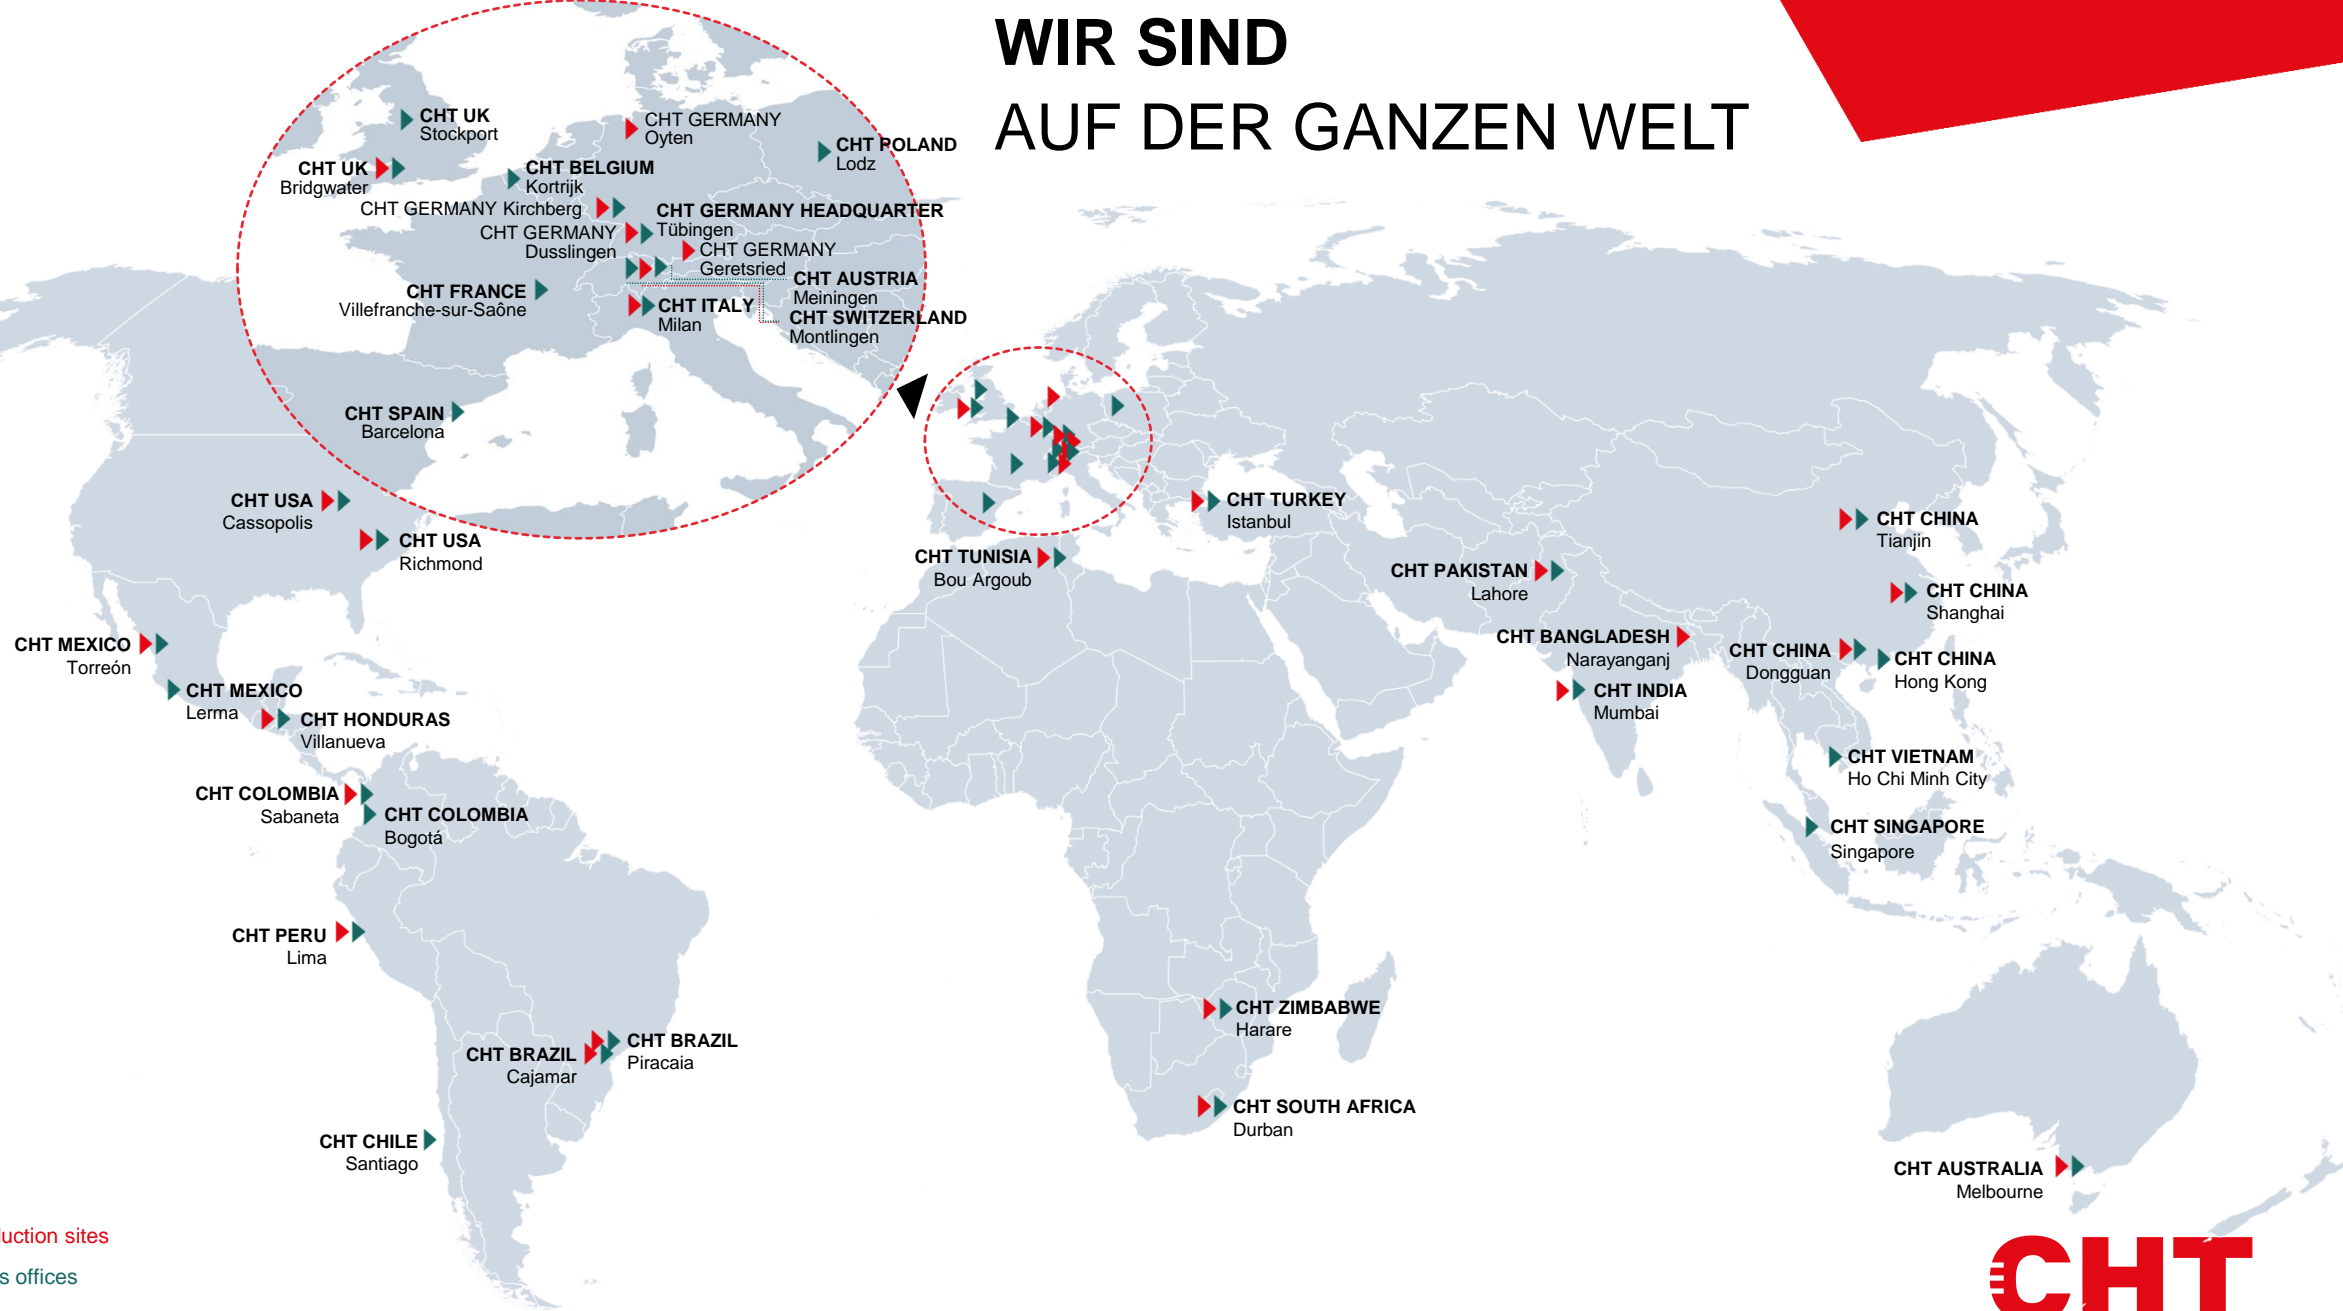 WIR SIND
AUF DER GANZEN WELT
CHT UK
Stockport
CHT UK
Bridgwater
CHT GERMANY
Oyten
CHT POLAND
Lodz
CHT BELGIUM
Kortrijk
CHT GERMANY Kirchberg
CHT GERMANY HEADQUARTER
Tübingen
CHT GERMANY
Dusslingen
CHT GERMANY
Geretsried
CHT AUSTRIA
Meiningen
CHT FRANCE
Villefranche-sur-Saône
CHT ITALY
Milan
CHT SWITZERLAND
Montlingen
CHT SPAIN
Barcelona
CHT USA
Cassopolis
CHT USA
Richmond
CHT TURKEY
Istanbul
CHT TUNISIA
Bou Argoub
CHT PAKISTAN
Lahore
CHT CHINA
Tianjin
CHT CHINA
Shanghai
CHT BANGLADESH
Narayanganj
CHT CHINA
Dongguan
CHT CHINA
Hong Kong
CHT INDIA
Mumbai
CHT MEXICO
Torreón
CHT MEXICO
Lerma
CHT HONDURAS
Villanueva
CHT VIETNAM
Ho Chi Minh City
CHT COLOMBIA
Sabaneta
CHT COLOMBIA
Bogotá
CHT SINGAPORE
Singapore
CHT PERU
Lima
CHT ZIMBABWE
Harare
CHT BRAZIL
Piracaia
CHT BRAZIL
Cajamar
CHT SOUTH AFRICA
Durban
CHT CHILE
Santiago
CHT AUSTRALIA
Melbourne
uction sites
s offices
CHT